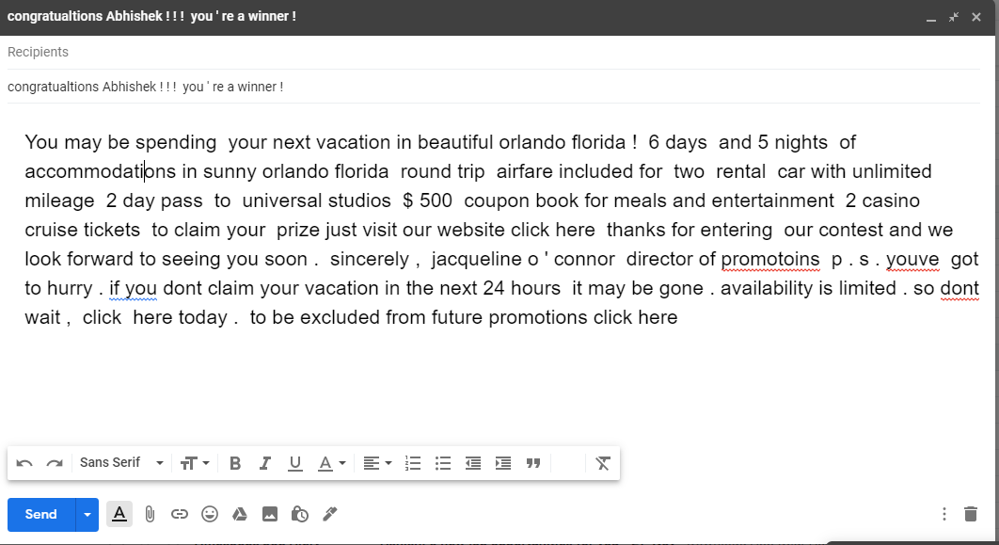 congratualtions Abhishek ! ! !  you ' re a winner !
Recipients
congratualtions Abhishek ! ! !  you ' re a winner !
You may be spending  your next vacation in beautiful orlando florida !  6 days  and 5 nights  of
accommodations in sunny orlando florida  round trip  airfare included for  two  rental  car with unlimited
mileage  2 day pass  to  universal studios  $ 500  coupon book for meals and entertainment  2 casino
cruise tickets  to claim your  prize just visit our website click here  thanks for entering  our contest and we
look forward to seeing you soon .  sincerely ,  jacqueline o ' connor  director of promotoins  p . s . youve  got
to hurry . if you dont claim your vacation in the next 24 hours  it may be gone . availability is limited . so dont
wait ,  click  here today .  to be excluded from future promotions click here
Sans Serif
Send